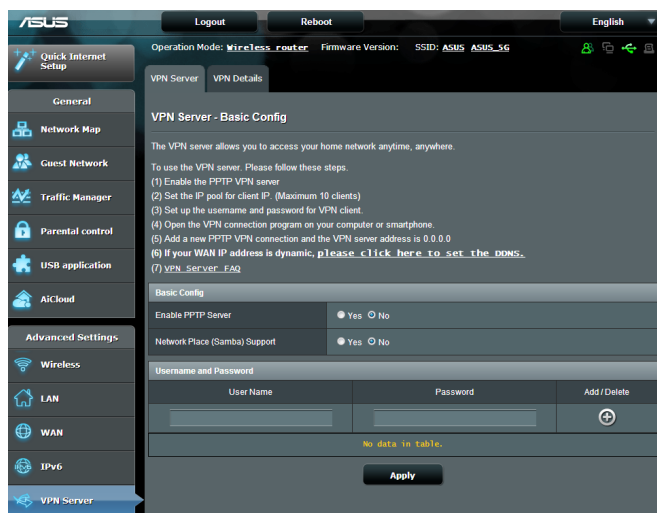 ASUS
Logout
Reboot
English
Quick Internet
Setup
Operation Mode: Wireless router Firmware Version: SSID: ASUS ASUS_5G
VPN Server
VPN Details
General
Network Map
Guest Network
Traffic Manager
Parental control
USB application
AiCloud
Advanced Settings
Wireless
LAN
WAN
IPv6
VPN Server
VPN Server - Basic Config
The VPN server allows you to access your home network anytime, anywhere.
To use the VPN server. Please follow these steps.
(1) Enable the PPTP VPN server
(2) Set the IP pool for client IP. (Maximum 10 clients)
(3) Set up the username and password for VPN client.
(4) Open the VPN connection program on your computer or smartphone.
(5) Add a new PPTP VPN connection and the VPN server address is 0.0.0.0
(6) If your WAN IP address is dynamic, please click here to set the DDNS.
(7) VPN Server FAQ
Basic Config
Enable PPTP Server Yes No
Network Place (Samba) Support Yes No
Username and Password
User Name Password Add / Delete
No data in table.
Apply